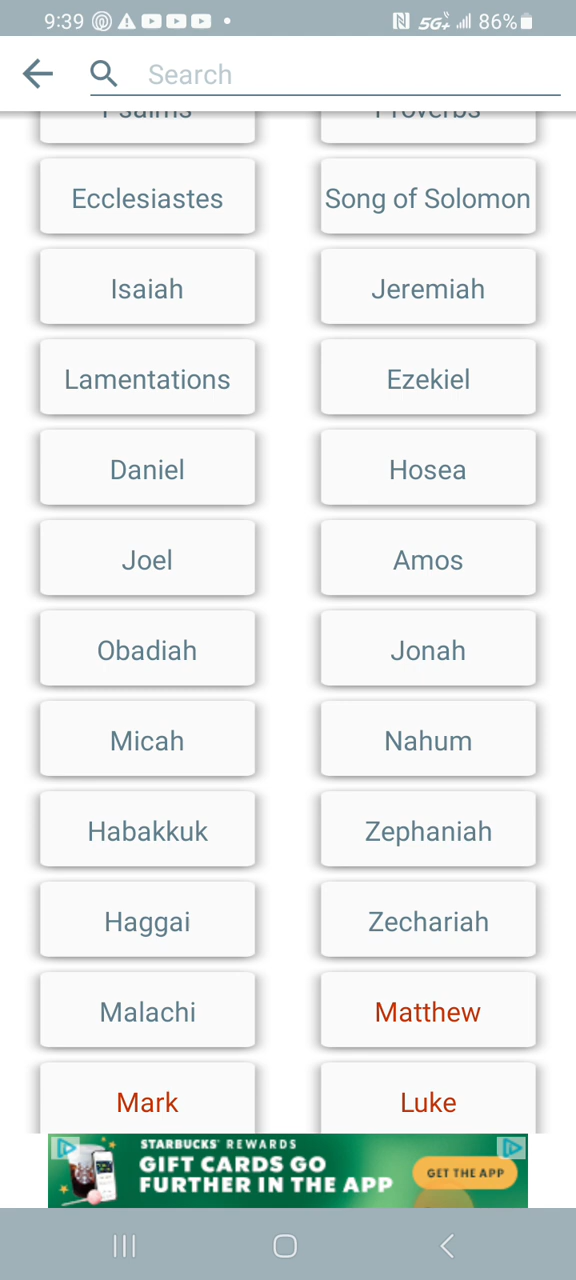 9:39 5G+ 86%
Search
Psalms Proverbs
Ecclesiastes Song of Solomon
Isaiah Jeremiah
Lamentations Ezekiel
Daniel Hosea
Joel Amos
Obadiah Jonah
Micah Nahum
Habakkuk Zephaniah
Haggai Zechariah
Malachi Matthew
Mark Luke
STARBUCKS® REWARDS
GIFT CARDS GO
FURTHER IN THE APP
GET THE APP